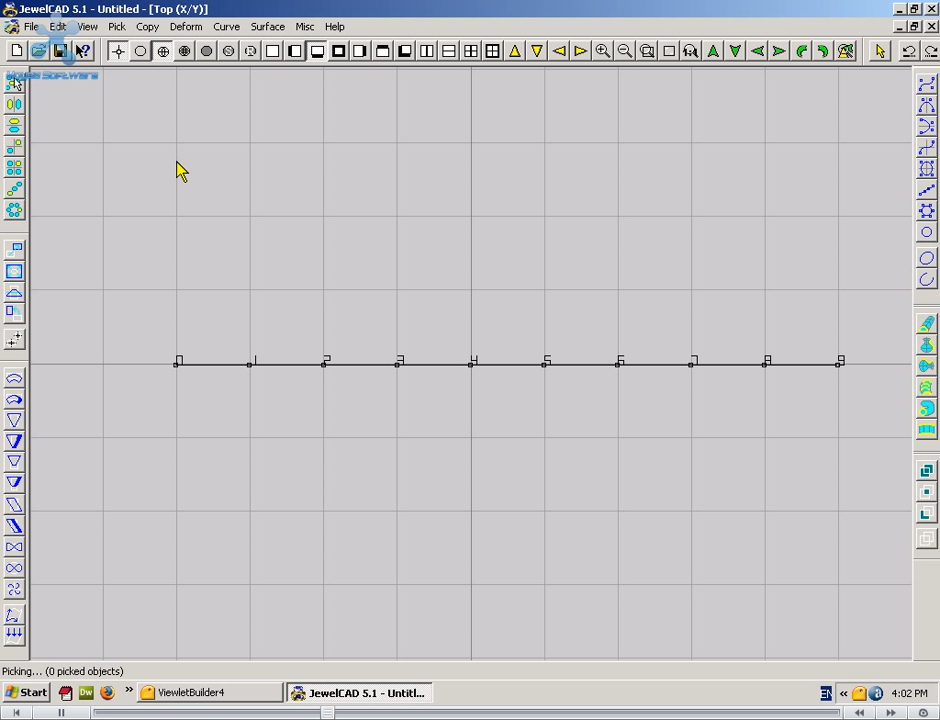 JewelCAD 5.1 - Untitled - [Top (X/Y)]
File Edit View Pick Copy Deform Curve Surface Misc Help
0 1 2 3 4 5 6 7 8 9
Picking... (0 picked objects)
Start ViewletBuilder4 JewelCAD 5.1 - Untitl... EN 4:02 PM